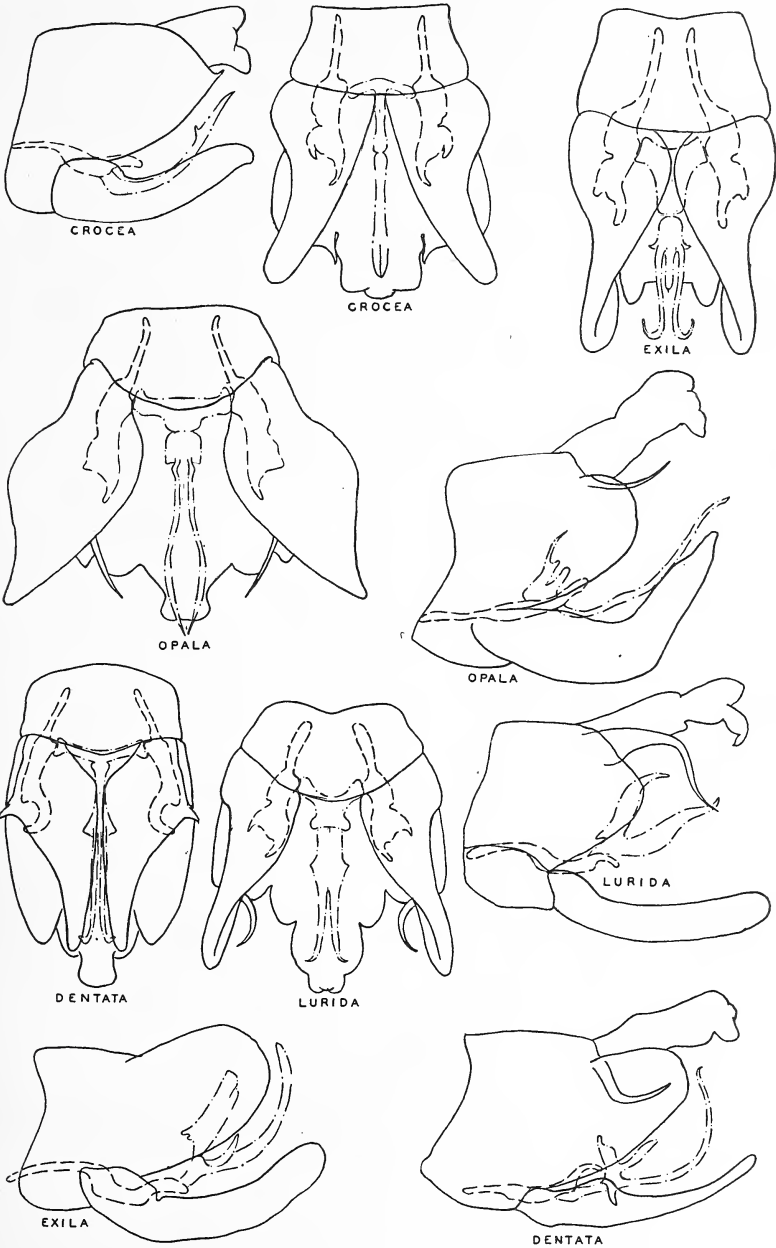 CROCEA
CROCEA
EXILA
OPALA
OPALA
DENTATA
LURIDA
LURIDA
EXILA
DENTATA